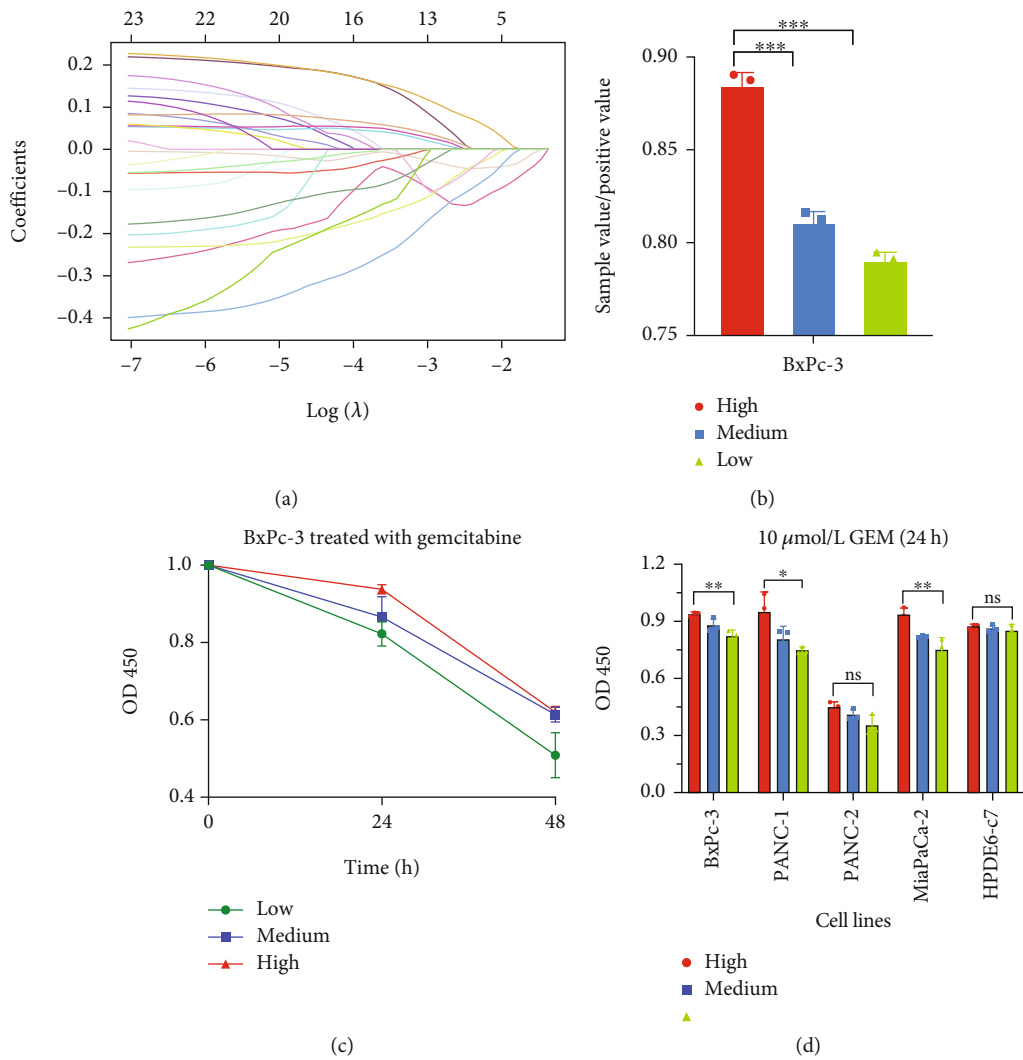 23 22 20 16 13 5
0.2
0.1
0.0
–0.1
–0.2
–0.3
–0.4
Coefficients
–7 –6 –5 –4 –3 –2
Log (λ)
(a)
***
***
0.90
0.85
0.80
0.75
Sample value/positive value
BxPc-3
High
Medium
Low
(b)
BxPc-3 treated with gemcitabine
1.0
0.8
0.6
0.4
OD 450
0 24 48
Time (h)
Low
Medium
High
(c)
10 μmol/L GEM (24 h)
1.2
0.9
0.6
0.3
0.0
OD 450
** * ns ** ns
BxPc-3
PANC-1
PANC-2
MiaPaCa-2
HPDE6-c7
Cell lines
High
Medium
(d)